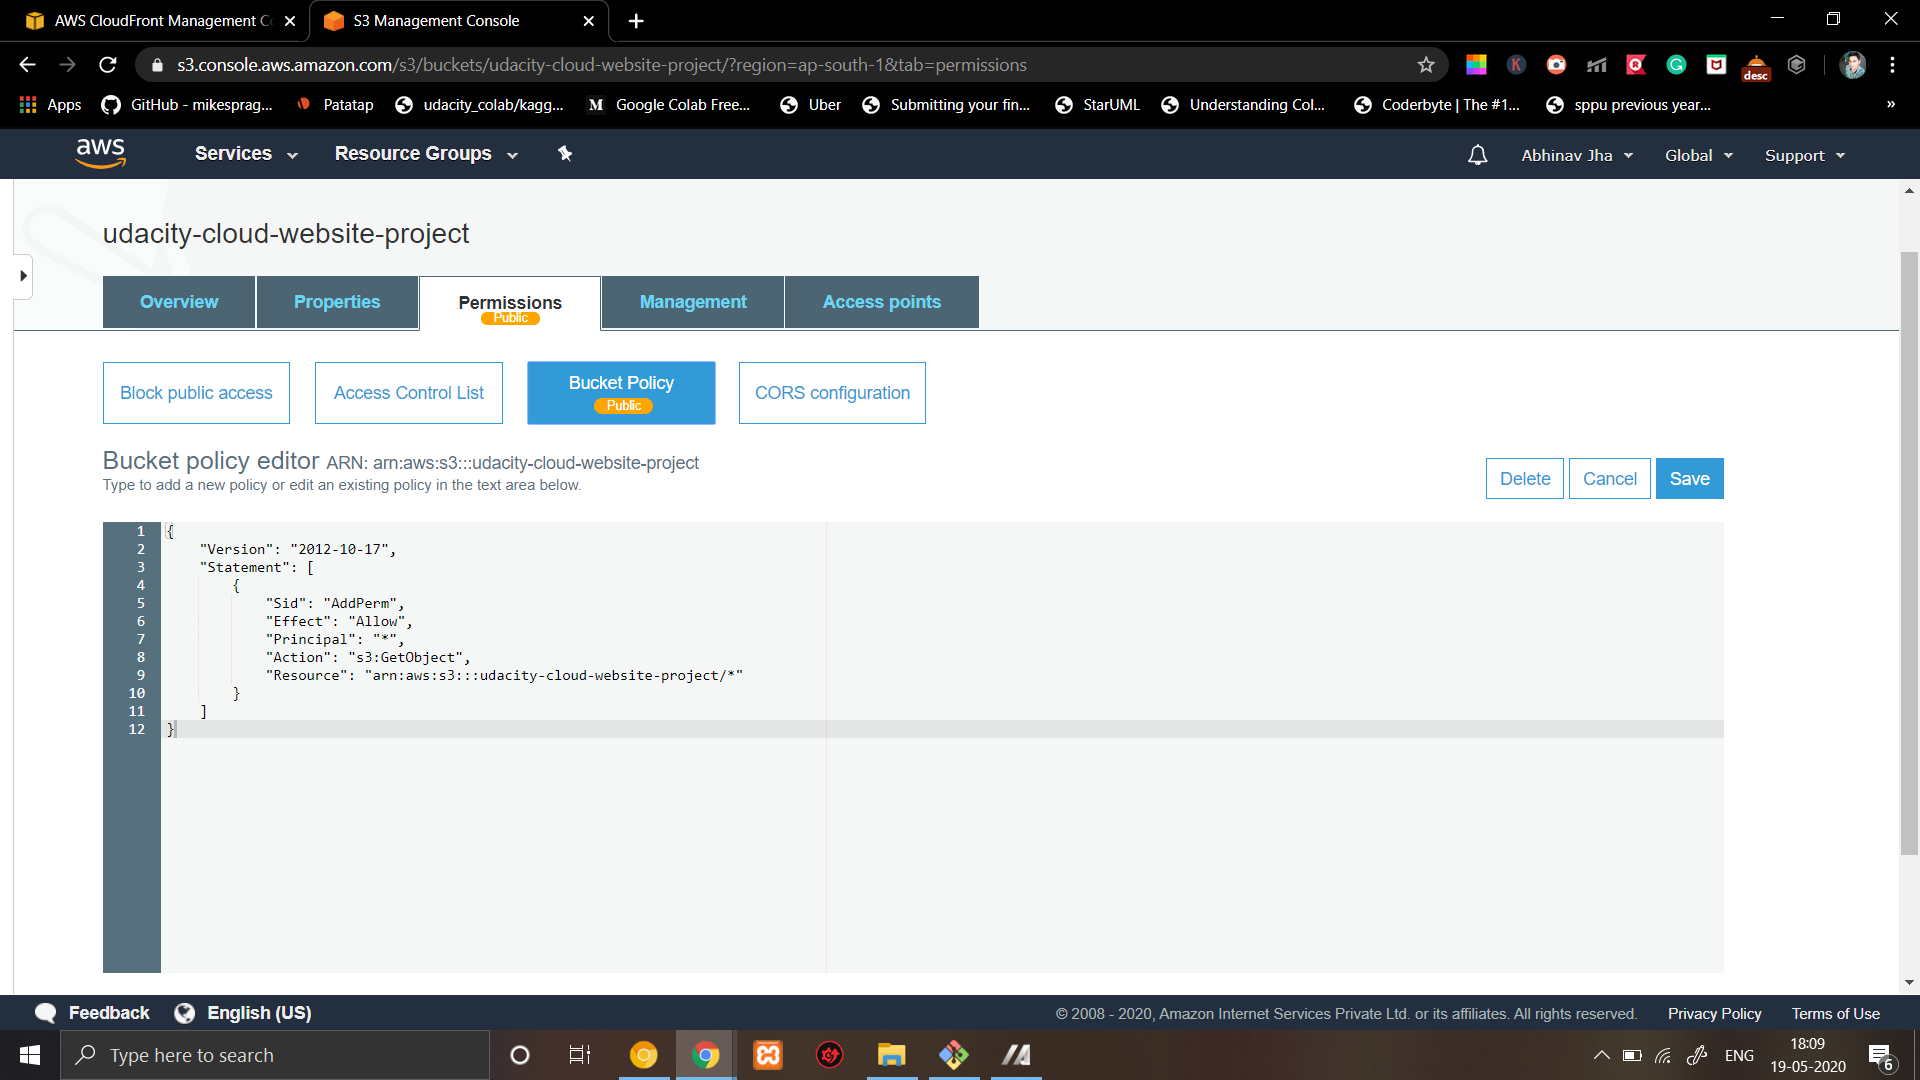 AWS CloudFront Management C
S3 Management Console
s3.console.aws.amazon.com/s3/buckets/udacity-cloud-website-project/?region=ap-south-1&tab=permissions
desc
Apps
GitHub - mikesprag...
Patatap
udacity_colab/kagg...
Google Colab Free...
Uber
Submitting your fin...
StarUML
Understanding Col...
Coderbyte | The #1...
sppu previous year...
aws
Services
Resource Groups
Abhinav Jha
Global
Support
udacity-cloud-website-project
Overview
Properties
Permissions
Public
Management
Access points
Block public access
Access Control List
Bucket Policy
Public
CORS configuration
Bucket policy editor ARN: arn:aws:s3:::udacity-cloud-website-project
Type to add a new policy or edit an existing policy in the text area below.
Delete
Cancel
Save
1 {
2 "Version": "2012-10-17",
3 "Statement": [
4 {
5 "Sid": "AddPerm",
6 "Effect": "Allow",
7 "Principal": "*",
8 "Action": "s3:GetObject",
9 "Resource": "arn:aws:s3:::udacity-cloud-website-project/*"
10 }
11 ]
12 }
Feedback
English (US)
© 2008 - 2020, Amazon Internet Services Private Ltd. or its affiliates. All rights reserved.
Privacy Policy
Terms of Use
Type here to search
ENG
18:09
19-05-2020
6